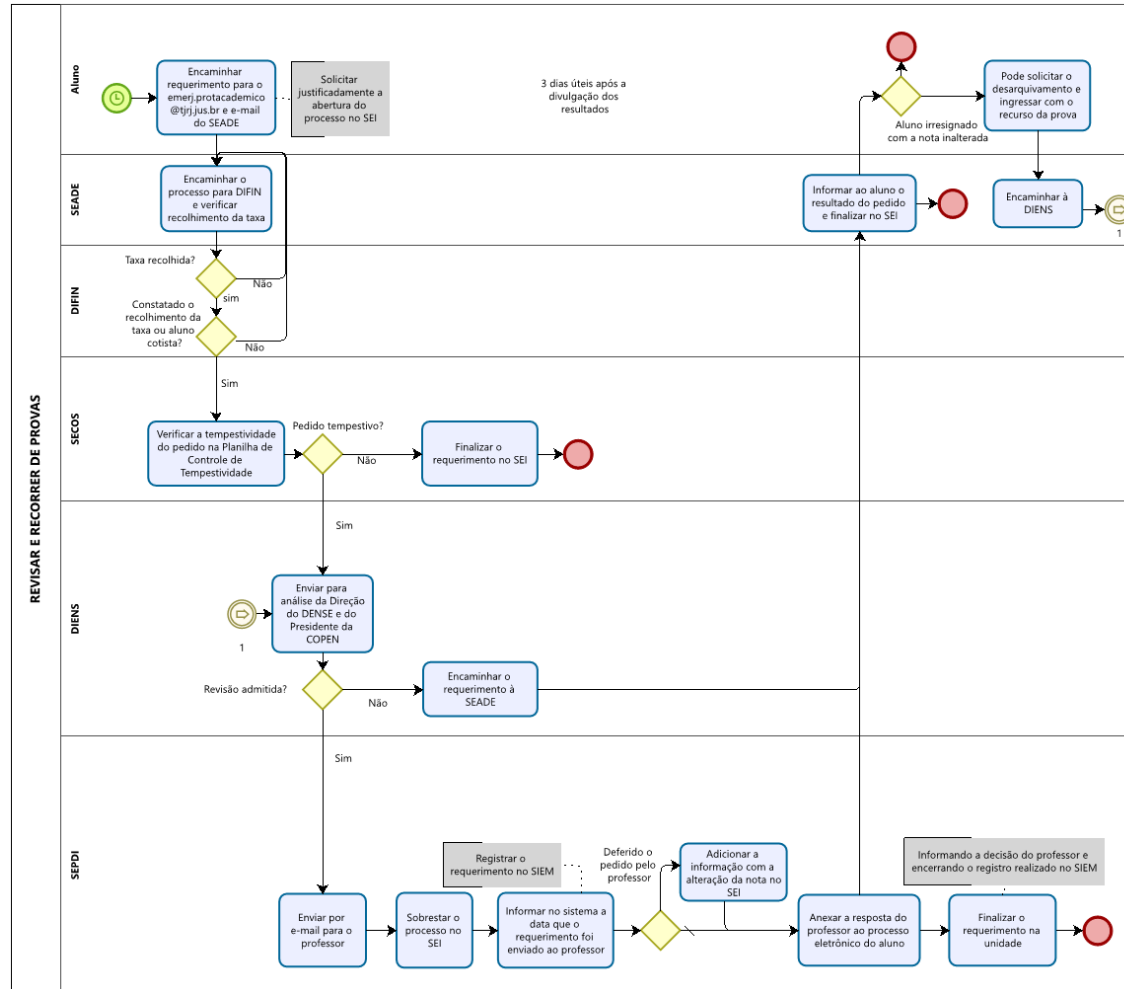 REVISAR E RECORRER DE PROVAS
Aluno
Encaminhar
requerimento para o
emerj.protacademico
@tjrj.jus.br e e-mail
do SEADE
Solicitar
justificadamente a
abertura do
processo no SEI
3 dias úteis após a
divulgação dos
resultados
Aluno irresignado
com a nota inalterada
Pode solicitar o
desarquivamento e
ingressar com o
recurso da prova
SEADE
Encaminhar o
processo para DIFIN
e verificar
recolhimento da taxa
Informar ao aluno o
resultado do pedido
e finalizar no SEI
Encaminhar à
DIENS
1
DIFIN
Taxa recolhida?
Não
sim
Constatado o
recolhimento da
taxa ou aluno
cotista?
Não
Sim
SECOS
Verificar a tempestividade
do pedido na Planilha de
Controle de
Tempestividade
Pedido tempestivo?
Não
Finalizar o
requerimento no SEI
Sim
DIENS
1
Enviar para
análise da Direção
do DENSE e do
Presidente da
COPEN
Revisão admitida?
Não
Encaminhar o
requerimento à
SEADE
Sim
SEPDI
Enviar por
e-mail para o
professor
Sobrestar o
processo no
SEI
Registrar o
requerimento no SIEM
Informar no sistema a
data que o
requerimento foi
enviado ao professor
Deferido o
pedido pelo
professor
Adicionar a
informação com a
alteração da nota no
SEI
Anexar a resposta do
professor ao processo
eletrônico do aluno
Informando a decisão do professor e
encerrando o registro realizado no SIEM
Finalizar o
requerimento na
unidade